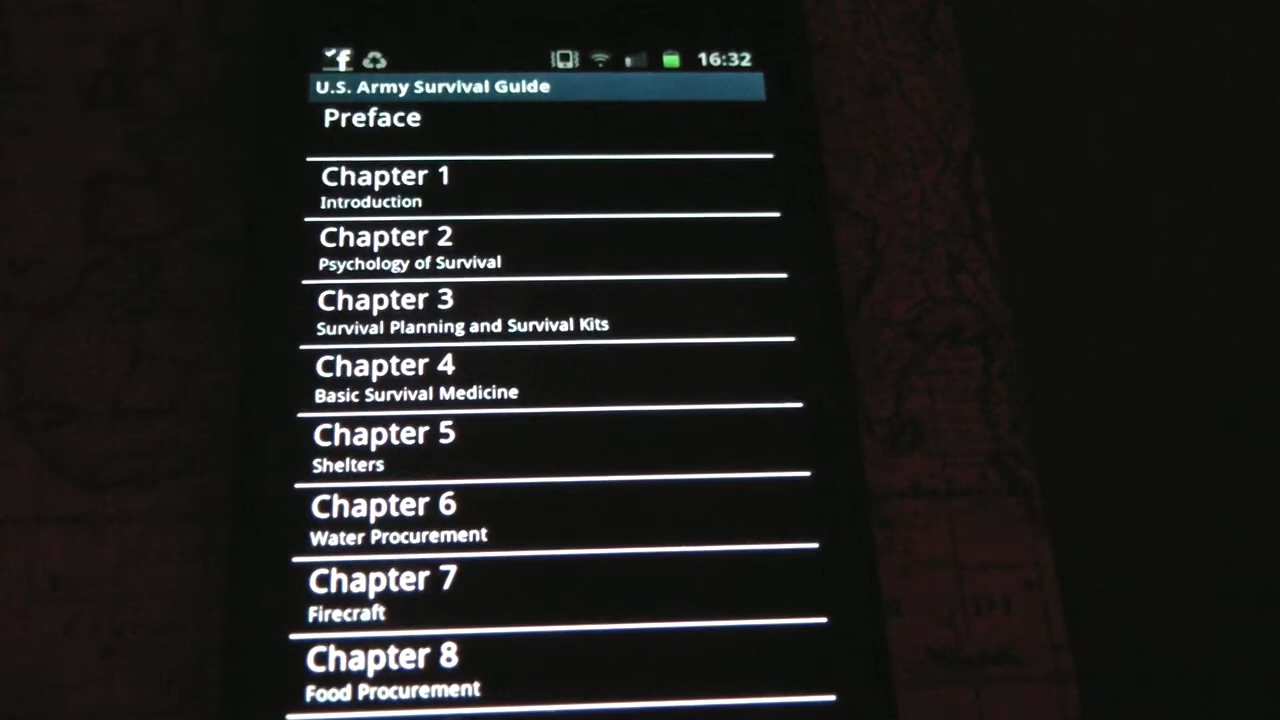 16:32
U.S. Army Survival Guide
Preface
Chapter 1
Introduction
Chapter 2
Psychology of Survival
Chapter 3
Survival Planning and Survival Kits
Chapter 4
Basic Survival Medicine
Chapter 5
Shelters
Chapter 6
Water Procurement
Chapter 7
Firecraft
Chapter 8
Food Procurement